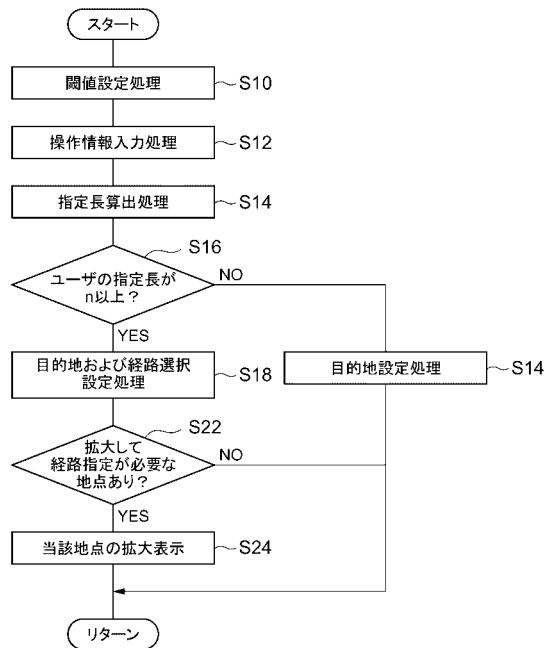 スタート
閾値設定処理
S10
操作情報入力処理
S12
指定長算出処理
S14
S16
ユーザの指定長が
n以上？
NO
YES
目的地および経路選択
設定処理
S18
目的地設定処理
S14
S22
拡大して
経路指定が必要な
地点あり？
NO
YES
当該地点の拡大表示
S24
リターン